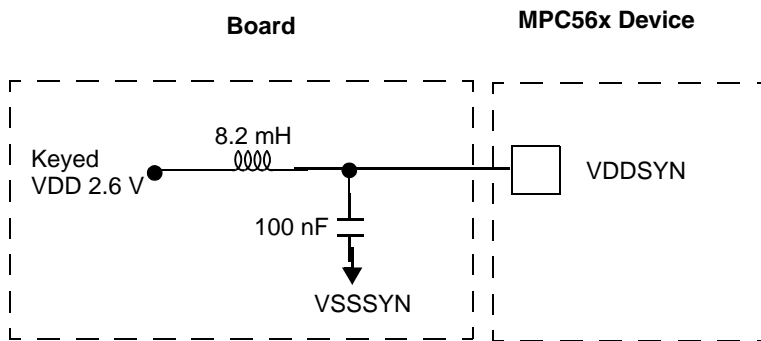 Board
MPC56x Device
8.2 mH
Keyed
VDD 2.6 V
VDDSYN
100 nF
VSSSYN